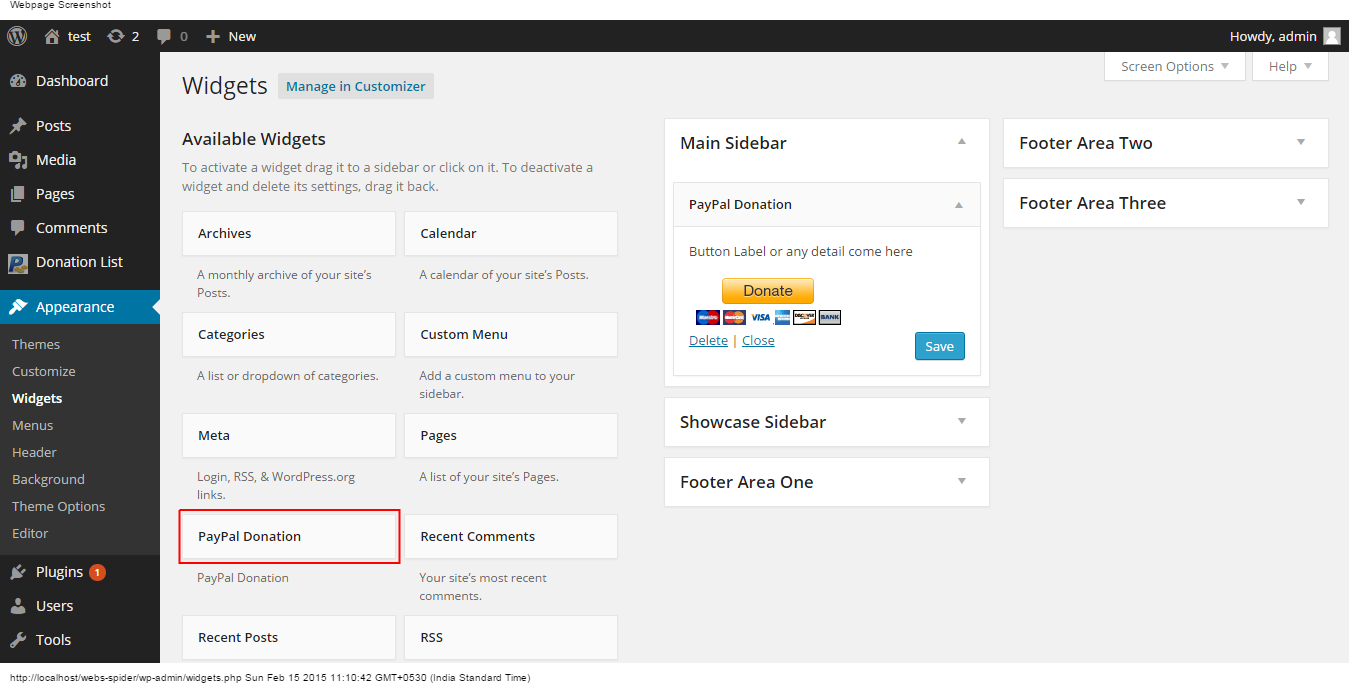 Webpage Screenshot
test 2 0 New Howdy, admin
Screen Options Help
Dashboard
Posts
Media
Pages
Comments
Donation List
Appearance
Themes
Customize
Widgets
Menus
Header
Background
Theme Options
Editor
Plugins 1
Users
Tools
Widgets Manage in Customizer
Available Widgets
To activate a widget drag it to a sidebar or click on it. To deactivate a
widget and delete its settings, drag it back.
Archives
A monthly archive of your site's
Posts.
Calendar
A calendar of your site's Posts.
Categories
A list or dropdown of categories.
Custom Menu
Add a custom menu to your
sidebar.
Meta
Login, RSS, & WordPress.org
links.
Pages
A list of your site's Pages.
PayPal Donation
PayPal Donation
Recent Comments
Your site's most recent
comments.
Recent Posts
RSS
Main Sidebar
PayPal Donation
Button Label or any detail come here
Donate
Maestro MasterCard VISA DISCOVER BANK
Delete | Close
Save
Showcase Sidebar
Footer Area One
Footer Area Two
Footer Area Three
http://localhost/webs-spider/wp-admin/widgets.php Sun Feb 15 2015 11:10:42 GMT+0530 (India Standard Time)